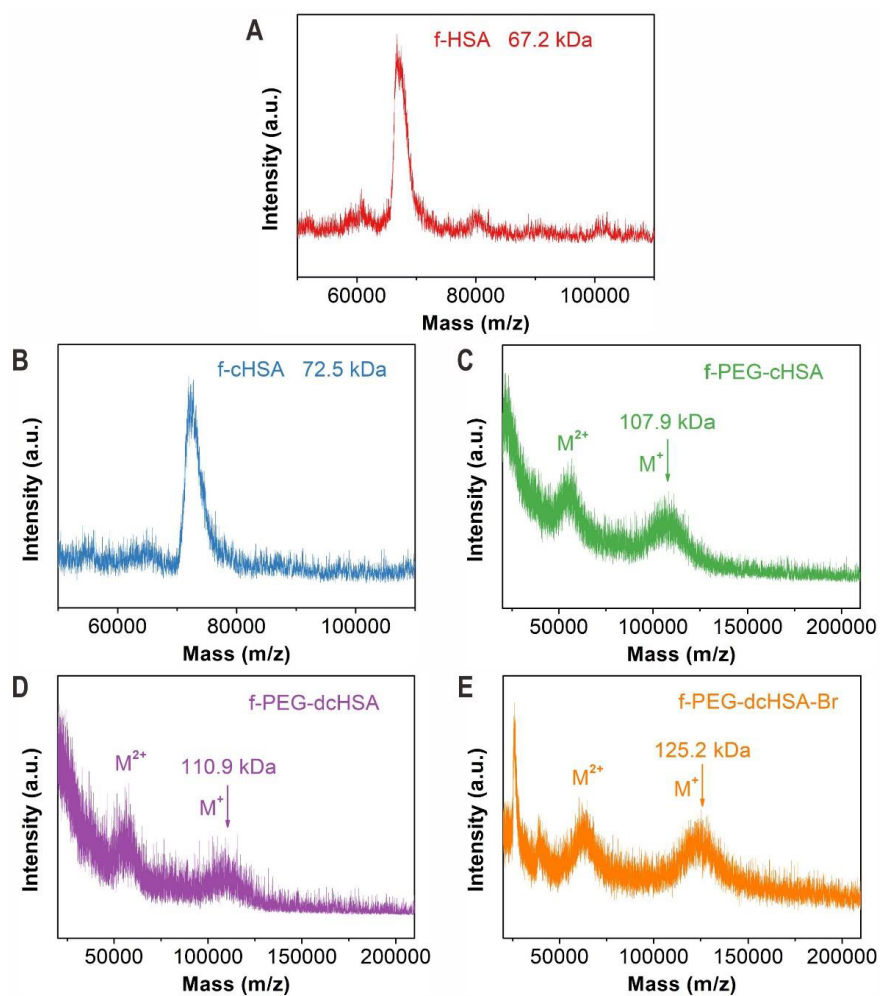 A
f-HSA 67.2 kDa
Intensity (a.u.)
60000 80000 100000
Mass (m/z)
B
f-cHSA 72.5 kDa
Intensity (a.u.)
60000 80000 100000
Mass (m/z)
C
f-PEG-cHSA
107.9 kDa
M²⁺
M⁺
Intensity (a.u.)
50000 100000 150000 200000
Mass (m/z)
D
f-PEG-dcHSA
M²⁺
110.9 kDa
M⁺
Intensity (a.u.)
50000 100000 150000 200000
Mass (m/z)
E
f-PEG-dcHSA-Br
125.2 kDa
M²⁺
M⁺
Intensity (a.u.)
50000 100000 150000 200000
Mass (m/z)